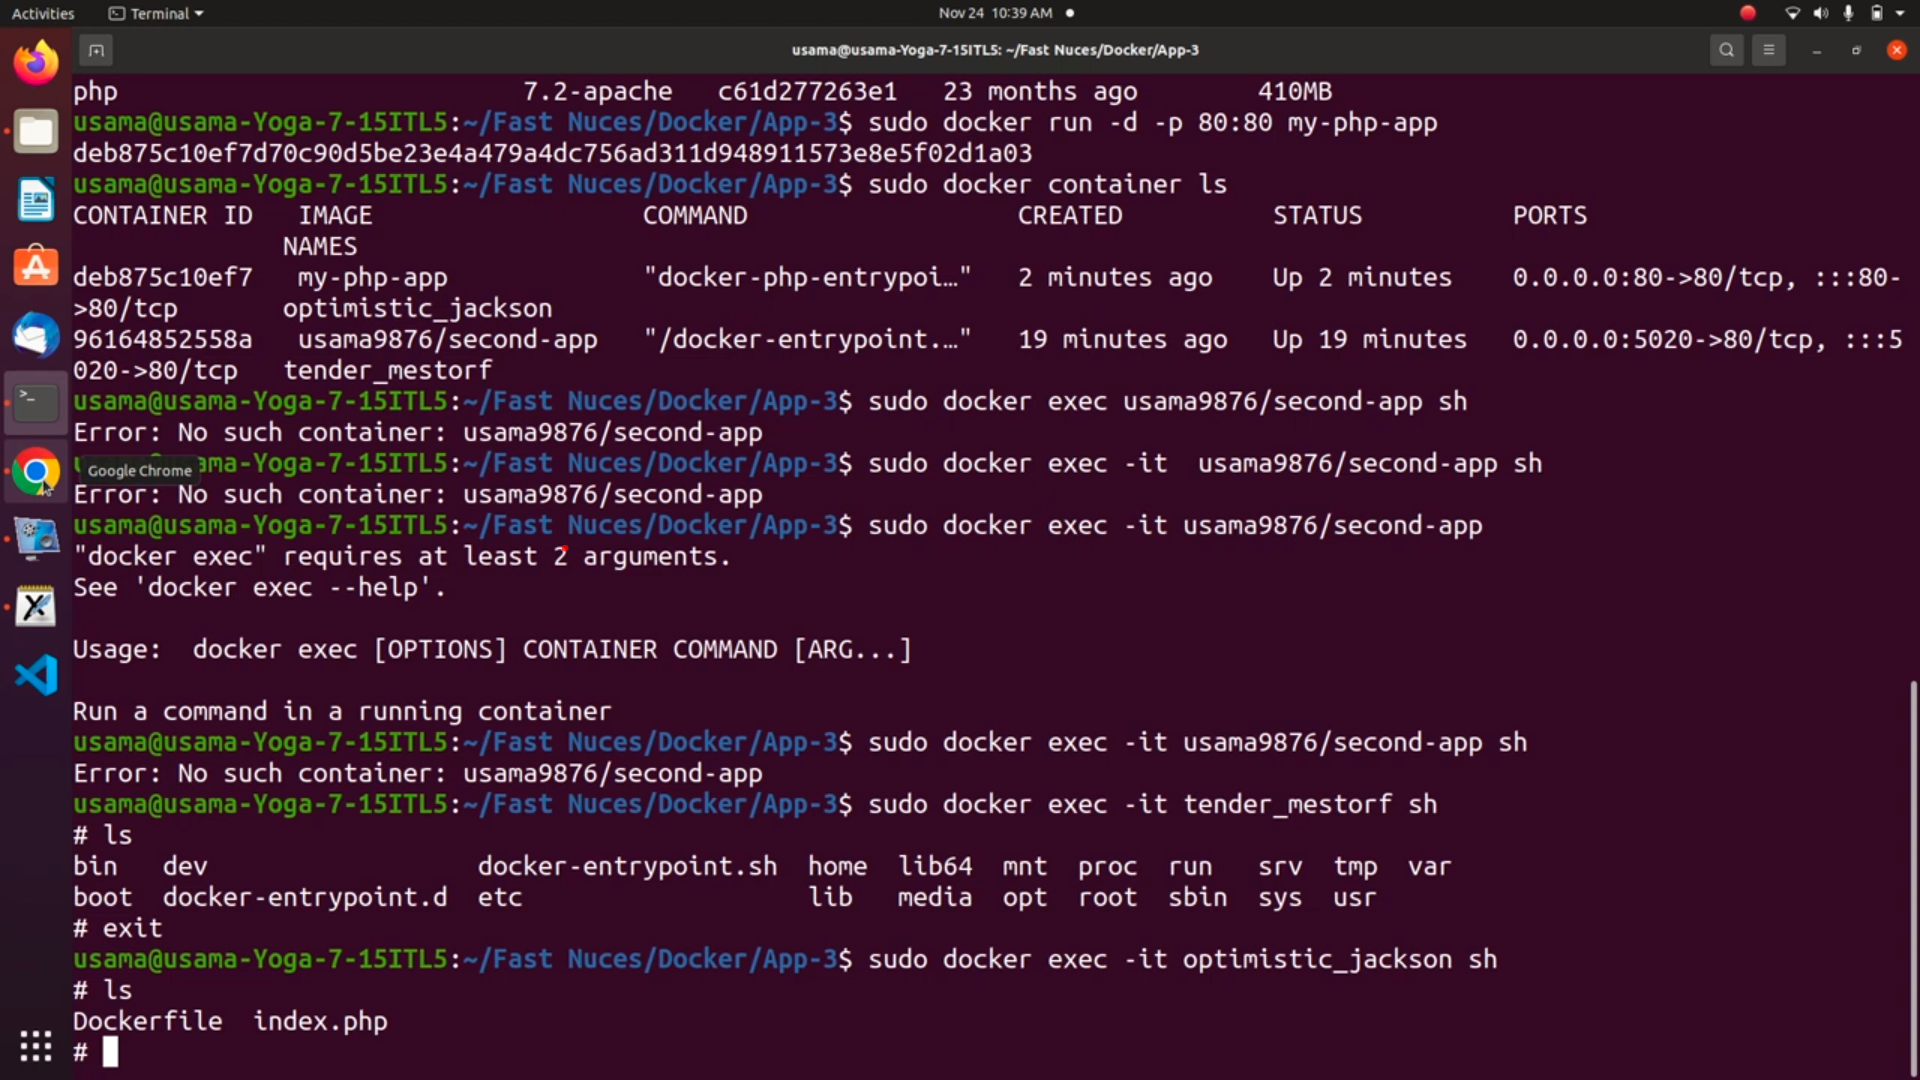 Activities
Terminal
Nov 24 10:39 AM
usama@usama-Yoga-7-15ITL5: ~/Fast Nuces/Docker/App-3
php 7.2-apache c61d277263e1 23 months ago 410MB
usama@usama-Yoga-7-15ITL5:~/Fast Nuces/Docker/App-3$ sudo docker run -d -p 80:80 my-php-app
deb875c10ef7d70c90d5be23e4a479a4dc756ad311d948911573e8e5f02d1a03
usama@usama-Yoga-7-15ITL5:~/Fast Nuces/Docker/App-3$ sudo docker container ls
CONTAINER ID IMAGE COMMAND CREATED STATUS PORTS
NAMES
deb875c10ef7 my-php-app "docker-php-entrypoi…" 2 minutes ago Up 2 minutes 0.0.0.0:80->80/tcp, :::80-
>80/tcp optimistic_jackson
96164852558a usama9876/second-app "/docker-entrypoint.…" 19 minutes ago Up 19 minutes 0.0.0.0:5020->80/tcp, :::5
020->80/tcp tender_mestorf
usama@usama-Yoga-7-15ITL5:~/Fast Nuces/Docker/App-3$ sudo docker exec usama9876/second-app sh
Error: No such container: usama9876/second-app
Google Chrome
ama-Yoga-7-15ITL5:~/Fast Nuces/Docker/App-3$ sudo docker exec -it  usama9876/second-app sh
Error: No such container: usama9876/second-app
usama@usama-Yoga-7-15ITL5:~/Fast Nuces/Docker/App-3$ sudo docker exec -it usama9876/second-app
"docker exec" requires at least 2 arguments.
See 'docker exec --help'.
Usage:  docker exec [OPTIONS] CONTAINER COMMAND [ARG...]
Run a command in a running container
usama@usama-Yoga-7-15ITL5:~/Fast Nuces/Docker/App-3$ sudo docker exec -it usama9876/second-app sh
Error: No such container: usama9876/second-app
usama@usama-Yoga-7-15ITL5:~/Fast Nuces/Docker/App-3$ sudo docker exec -it tender_mestorf sh
# ls
bin dev docker-entrypoint.sh home lib64 mnt proc run srv tmp var
boot docker-entrypoint.d etc lib media opt root sbin sys usr
# exit
usama@usama-Yoga-7-15ITL5:~/Fast Nuces/Docker/App-3$ sudo docker exec -it optimistic_jackson sh
# ls
Dockerfile index.php
#